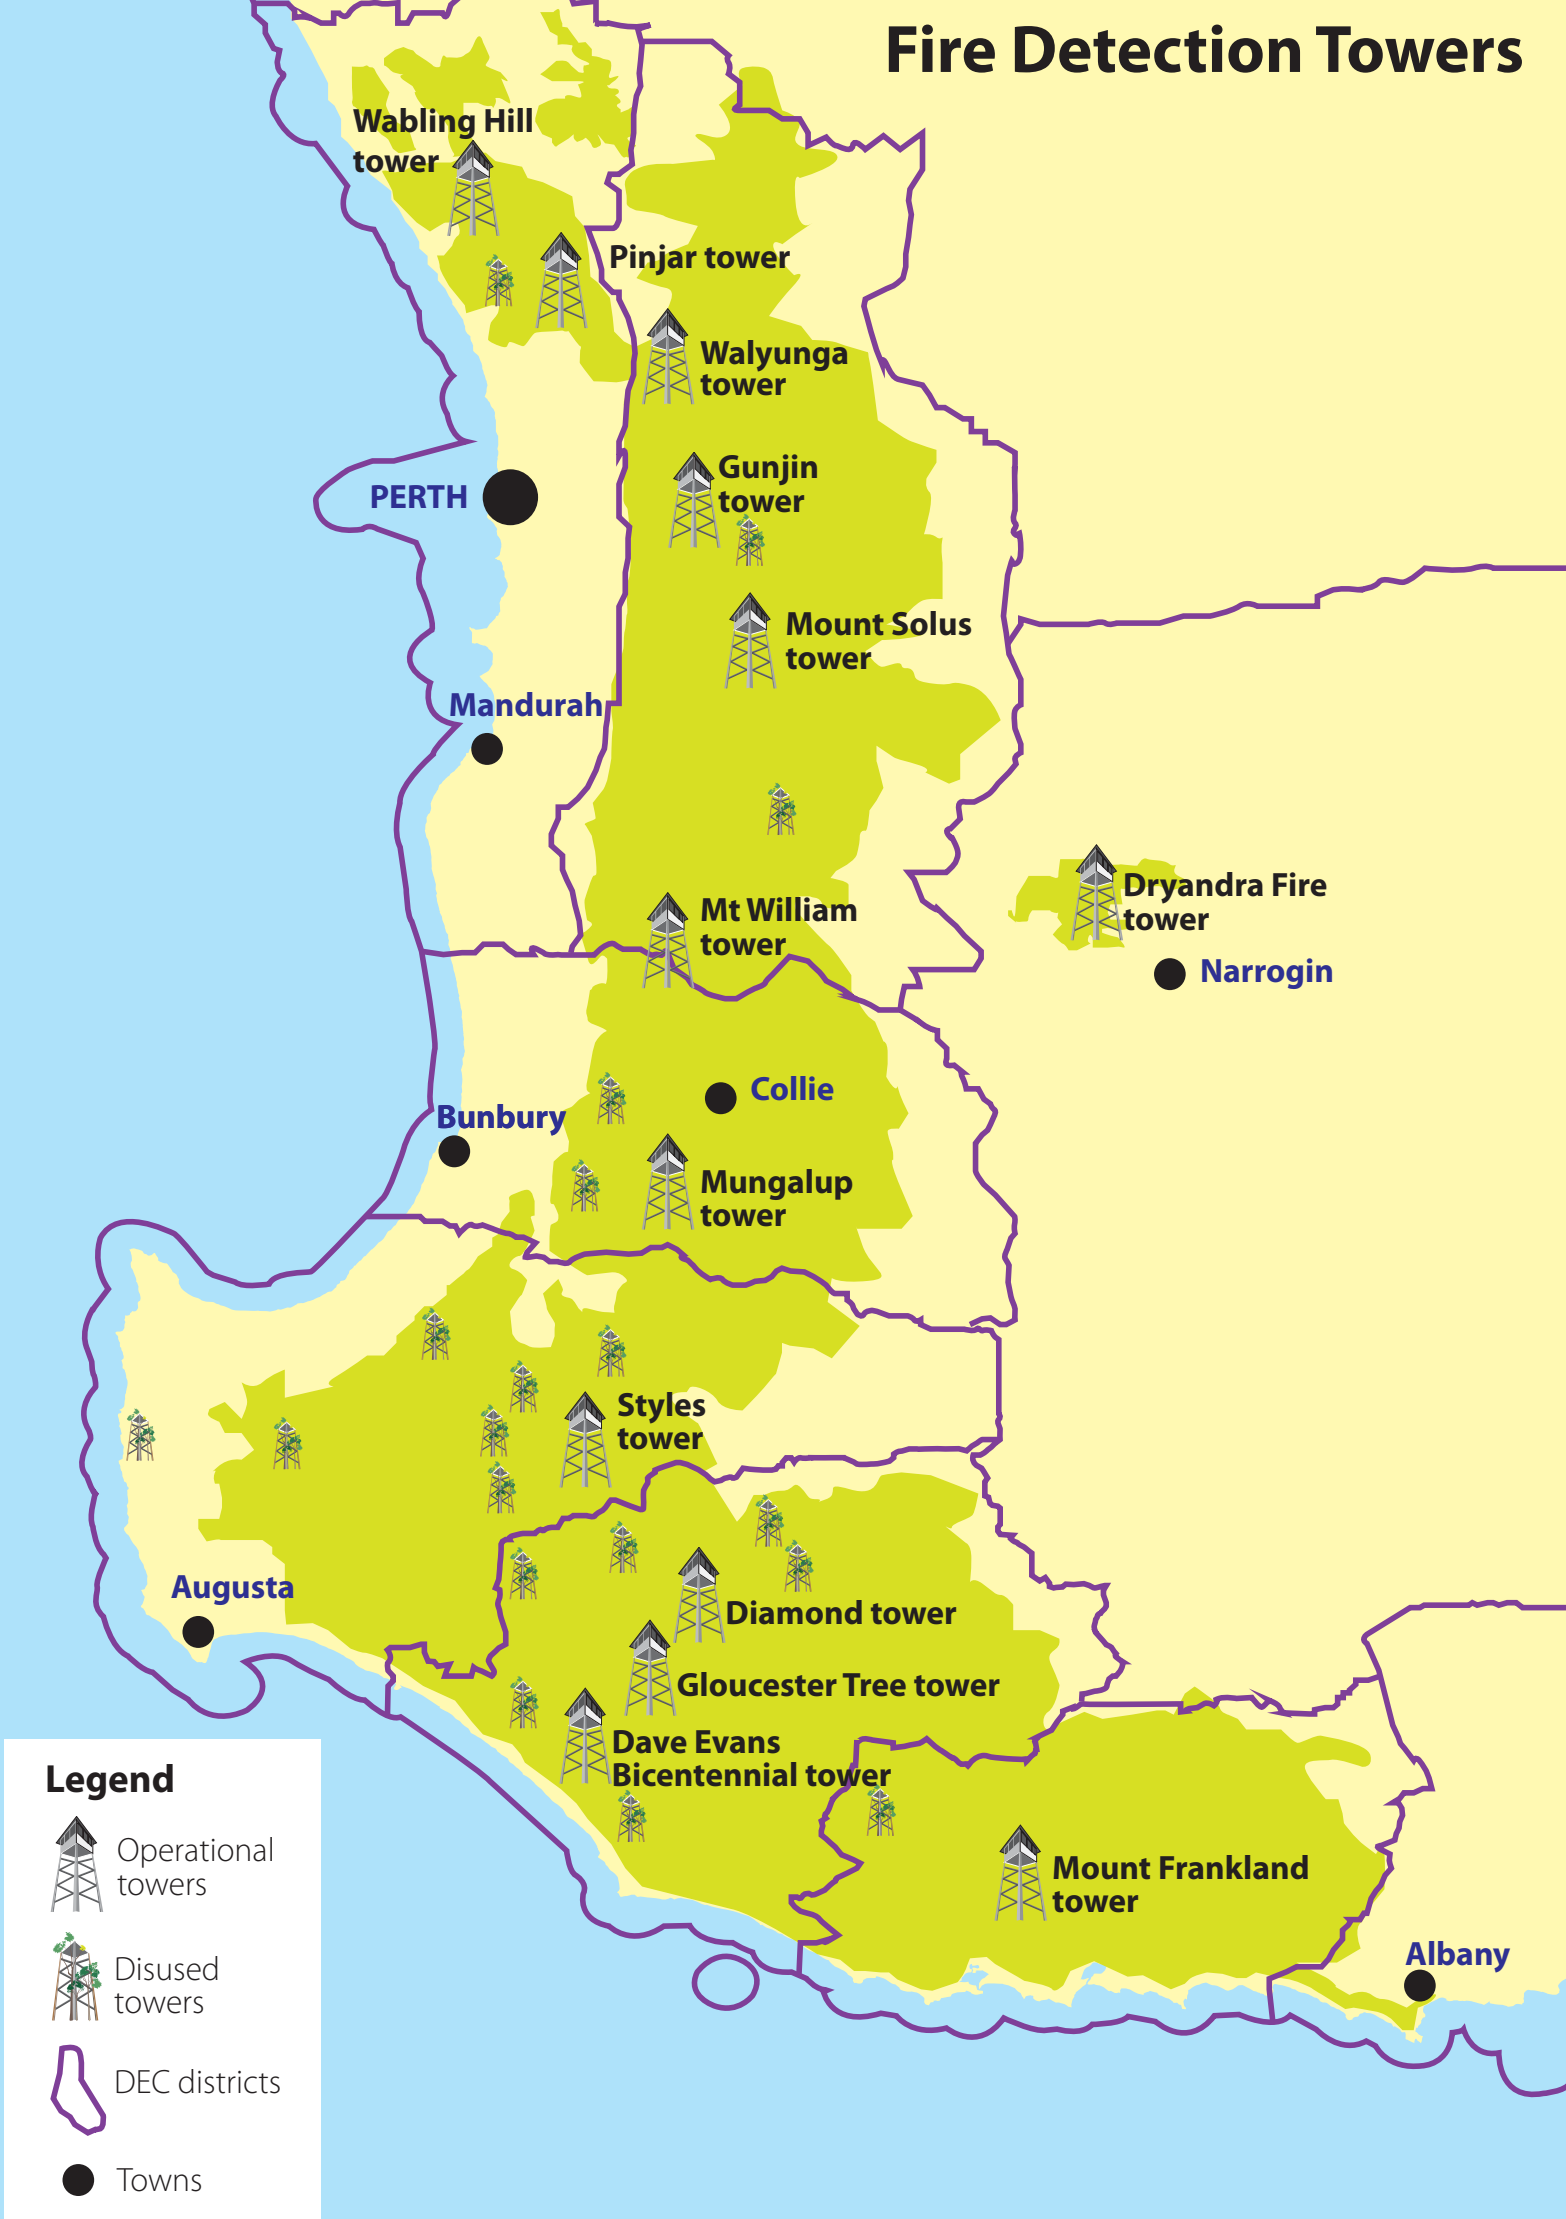 Fire Detection Towers
Wabling Hill
tower
Pinjar tower
Walyunga
tower
Gunjin
tower
PERTH
Mount Solus
tower
Mandurah
Dryandra Fire
tower
Mt William
tower
Narrogin
Collie
Bunbury
Mungalup
tower
Styles
tower
Augusta
Diamond tower
Gloucester Tree tower
Dave Evans
Bicentennial tower
Mount Frankland
tower
Albany
Legend
Operational
towers
Disused
towers
DEC districts
Towns